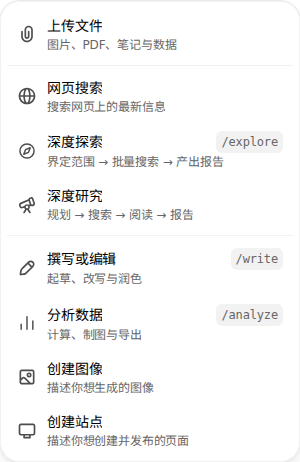 上传文件
图片、PDF、笔记与数据
网页搜索
搜索网页上的最新信息
深度探索 /explore
界定范围 → 批量搜索 → 产出报告
深度研究
规划 → 搜索 → 阅读 → 报告
撰写或编辑 /write
起草、改写与润色
分析数据 /analyze
计算、制图与导出
创建图像
描述你想生成的图像
创建站点
描述你想创建并发布的页面